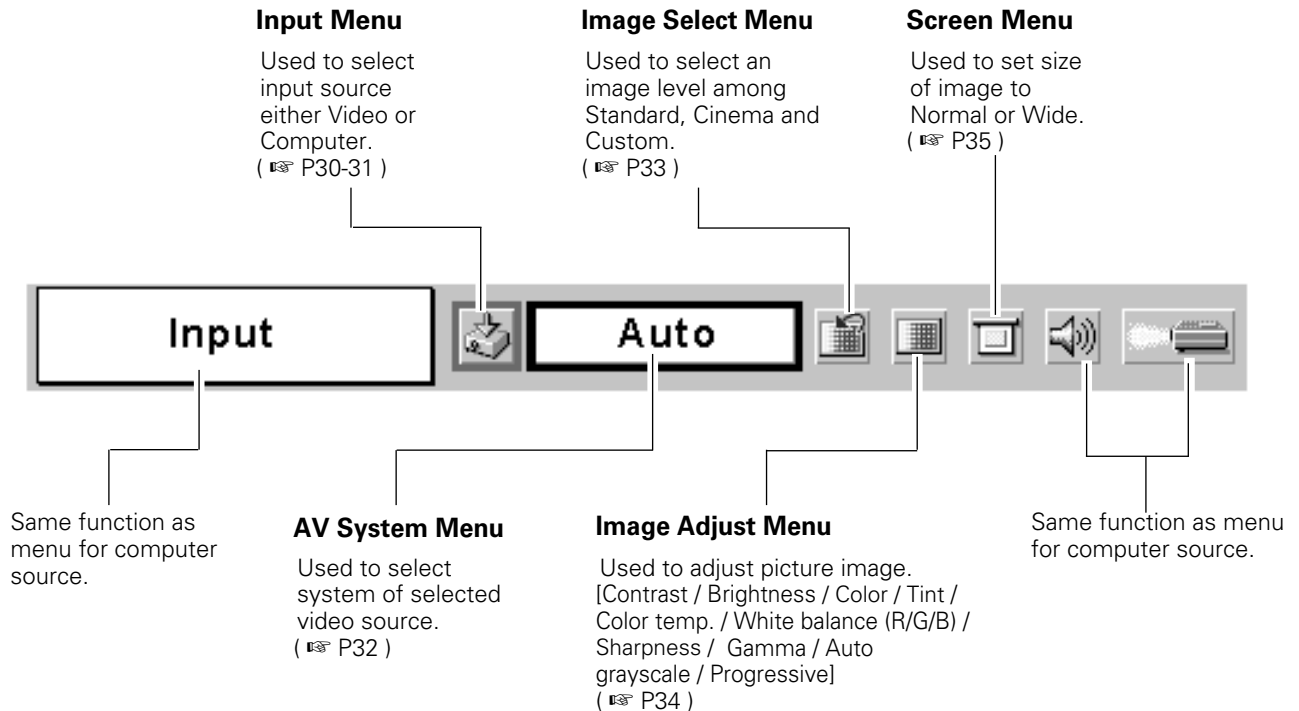 Input Menu
Used to select
input source
either Video or
Computer.
( ☞ P30-31 )
Image Select Menu
Used to select an
image level among
Standard, Cinema and
Custom.
( ☞ P33 )
Screen Menu
Used to set size
of image to
Normal or Wide.
( ☞ P35 )
Input
Auto
Same function as
menu for computer
source.
AV System Menu
Used to select
system of selected
video source.
( ☞ P32 )
Image Adjust Menu
Used to adjust picture image.
[Contrast / Brightness / Color / Tint /
Color temp. / White balance (R/G/B) /
Sharpness / Gamma / Auto
grayscale / Progressive]
( ☞ P34 )
Same function as menu
for computer source.